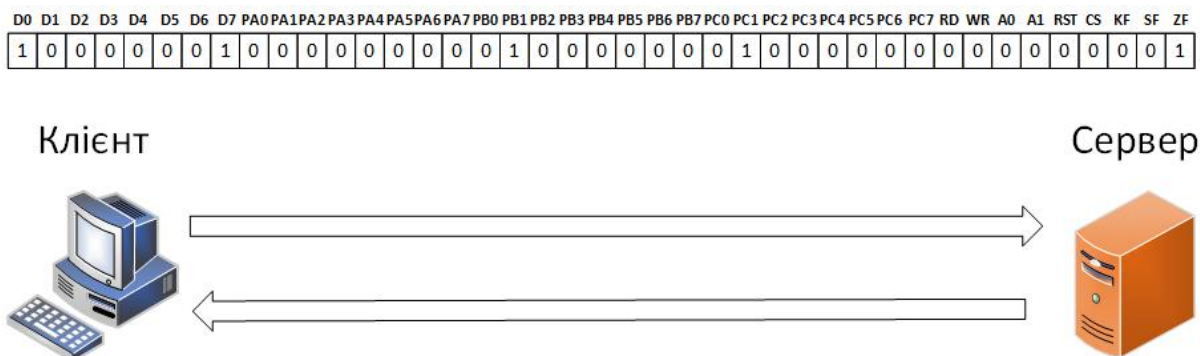 D0 D1 D2 D3 D4 D5 D6 D7 PA0 PA1 PA2 PA3 PA4 PA5 PA6 PA7 PB0 PB1 PB2 PB3 PB4 PB5 PB6 PB7 PC0 PC1 PC2 PC3 PC4 PC5 PC6 PC7 RD WR A0 A1 RST CS KF SF ZF
1 0 0 0 0 0 0 1 0 0 0 0 0 0 0 0 0 1 0 0 0 0 0 0 0 1 0 0 0 0 0 0 0 0 0 0 0 0 0 0 1
Клієнт Сервер